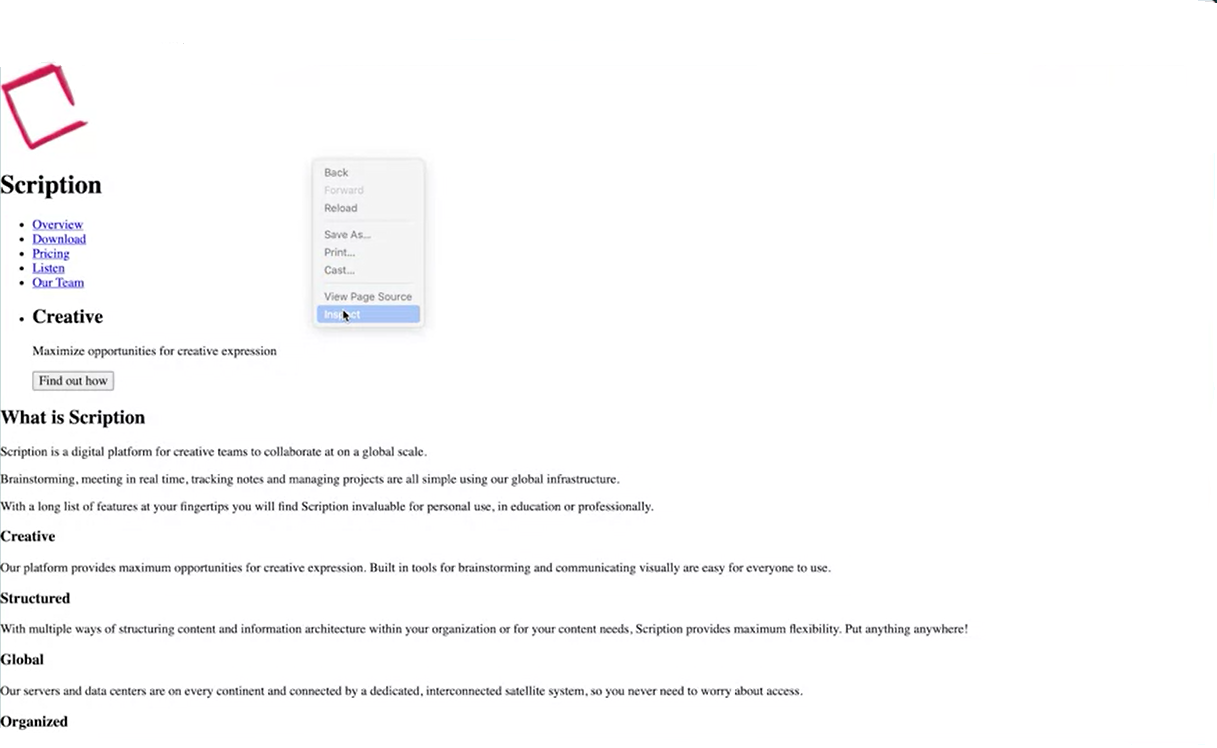 Scription
Overview
Download
Pricing
Listen
Our Team
Creative
Maximize opportunities for creative expression
Find out how
Back
Forward
Reload
Save As...
Print...
Cast...
View Page Source
Inspect
What is Scription
Scription is a digital platform for creative teams to collaborate at on a global scale.
Brainstorming, meeting in real time, tracking notes and managing projects are all simple using our global infrastructure.
With a long list of features at your fingertips you will find Scription invaluable for personal use, in education or professionally.
Creative
Our platform provides maximum opportunities for creative expression. Built in tools for brainstorming and communicating visually are easy for everyone to use.
Structured
With multiple ways of structuring content and information architecture within your organization or for your content needs, Scription provides maximum flexibility. Put anything anywhere!
Global
Our servers and data centers are on every continent and connected by a dedicated, interconnected satellite system, so you never need to worry about access.
Organized